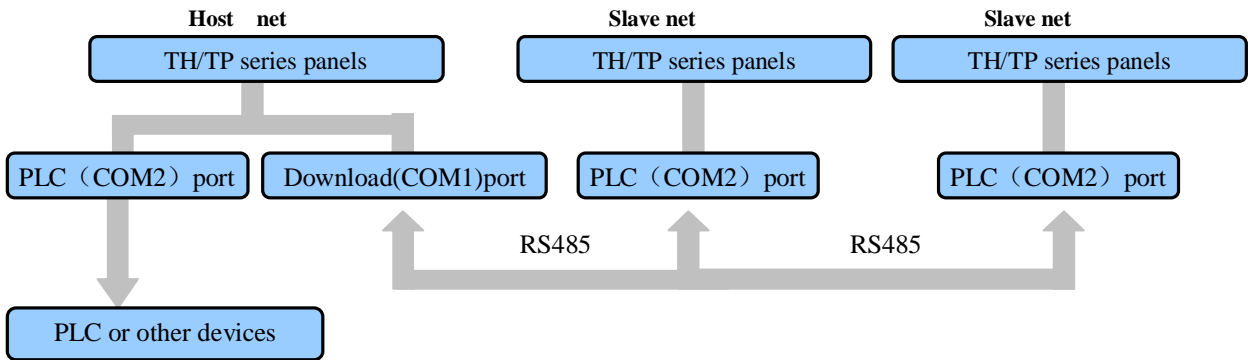 Host net
Slave net
Slave net
TH/TP series panels
TH/TP series panels
TH/TP series panels
PLC（COM2）port
Download(COM1)port
PLC（COM2）port
PLC（COM2）port
RS485
RS485
PLC or other devices